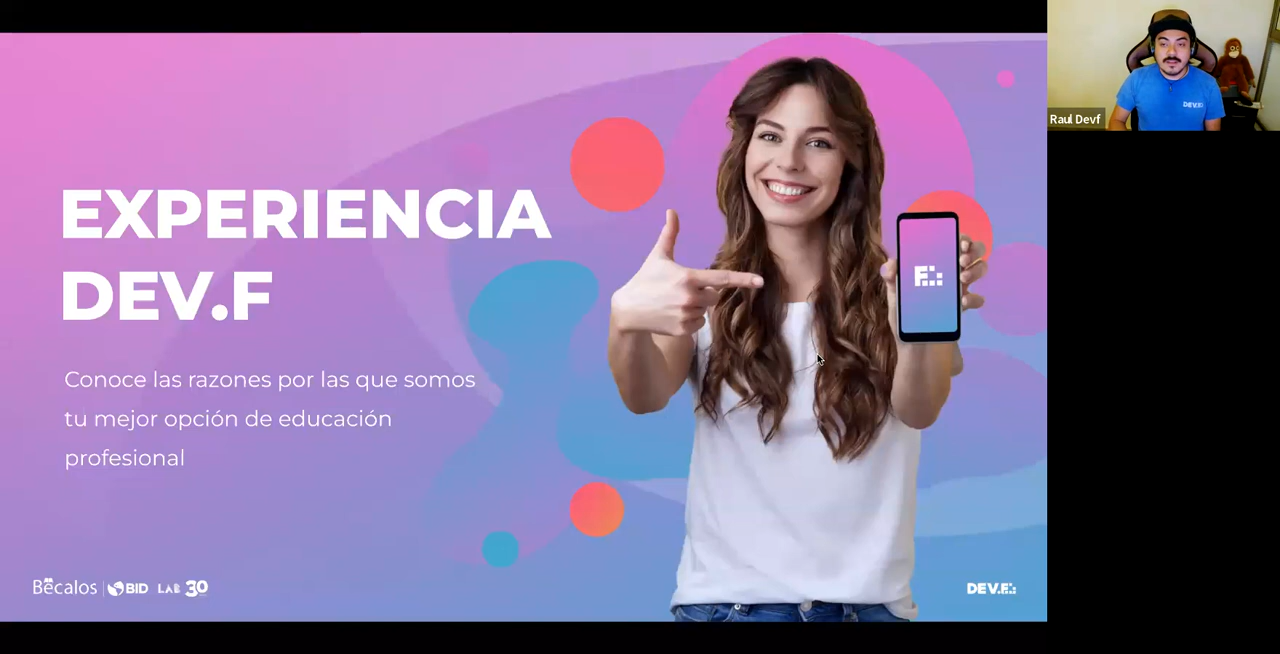 EXPERIENCIA
DEV.F
Conoce las razones por las que somos
tu mejor opción de educación
profesional
Bécalos BID LAB 30
DEV.F
F
Raul Devf
DEV.F